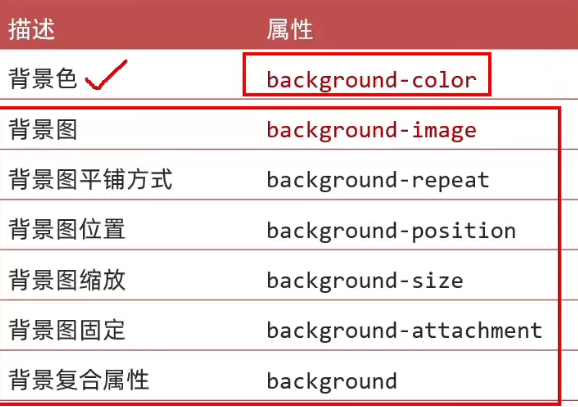 描述 属性
背景色 background-color
背景图 background-image
背景图平铺方式 background-repeat
背景图位置 background-position
背景图缩放 background-size
背景图固定 background-attachment
背景复合属性 background